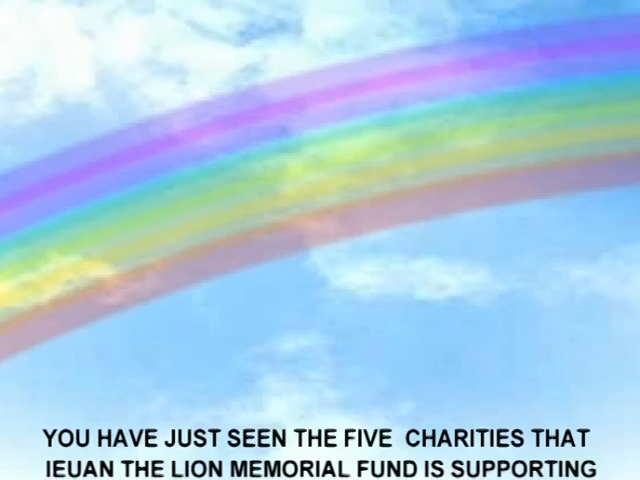 YOU HAVE JUST SEEN THE FIVE  CHARITIES THAT
IEUAN THE LION MEMORIAL FUND IS SUPPORTING